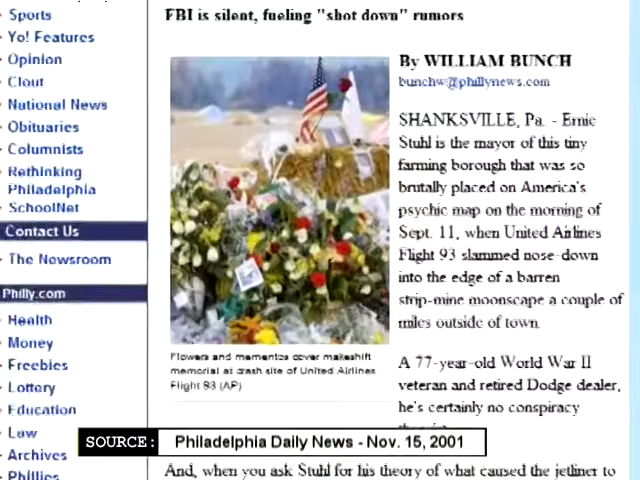 Sports
Yo! Features
Opinion
Clout
National News
Obituaries
Columnists
Rethinking
Philadelphia
SchoolNet
Contact Us
The Newsroom
Philly.com
Health
Money
Freebies
Lottery
Education
Law
Archives
Phillies
FBI is silent, fueling "shot down" rumors
By WILLIAM BUNCH
bunchw@phillynews.com
SHANKSVILLE, Pa. - Ernie
Stuhl is the mayor of this tiny
farming borough that was so
brutally placed on America's
psychic map on the morning of
Sept. 11, when United Airlines
Flight 93 slammed nose-down
into the edge of a barren
strip-mine moonscape a couple of
miles outside of town.
Flowers and mementos cover makeshift
memorial at crash site of United Airlines
Flight 93 (AP)
A 77-year-old World War II
veteran and retired Dodge dealer,
he's certainly no conspiracy
SOURCE: Philadelphia Daily News - Nov. 15, 2001
And, when you ask Stuhl for his theory of what caused the jetliner to